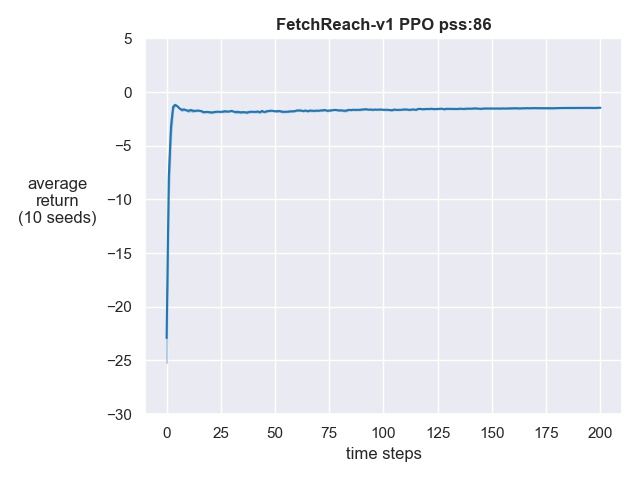 FetchReach-v1 PPO pss:86
5
0
−5
−10
−15
−20
−25
−30
average
return
(10 seeds)
0 25 50 75 100 125 150 175 200
time steps